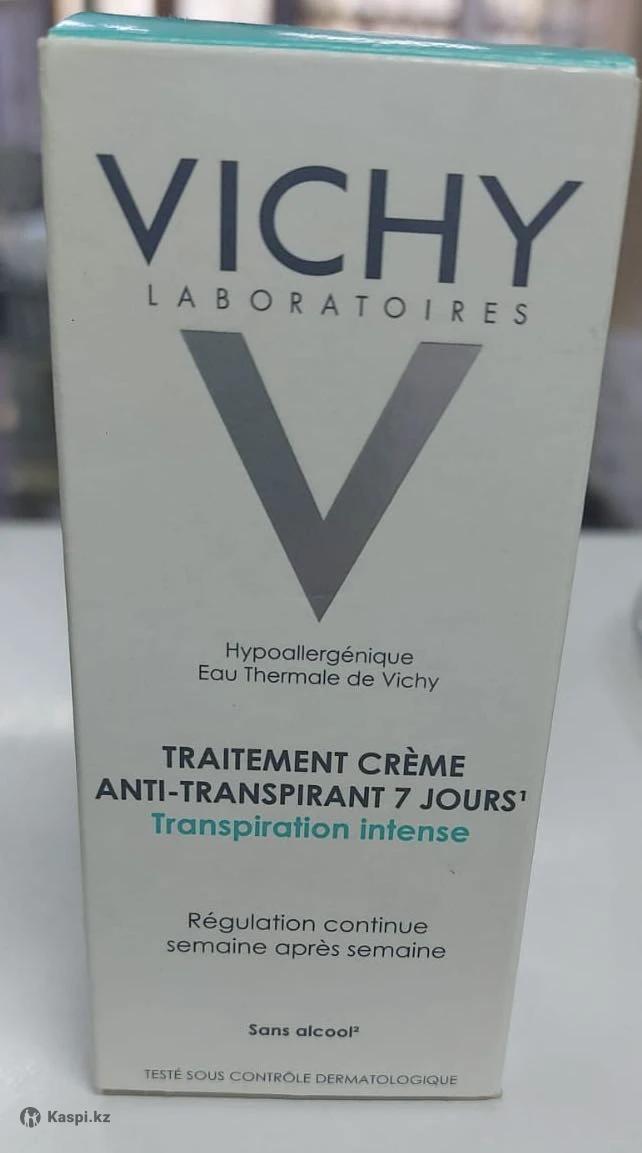 VICHY
LABORATOIRES
V
Hypoallergénique
Eau Thermale de Vichy
TRAITEMENT CRÈME
ANTI-TRANSPIRANT 7 JOURS¹
Transpiration intense
Régulation continue
semaine après semaine
Sans alcool²
TESTÉ SOUS CONTRÔLE DERMATOLOGIQUE
Kaspi.kz